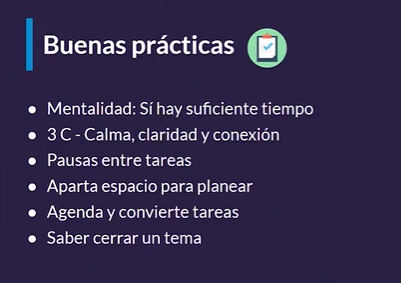 Buenas prácticas
• Mentalidad: Sí hay suficiente tiempo
• 3 C - Calma, claridad y conexión
• Pausas entre tareas
• Aparta espacio para planear
• Agenda y convierte tareas
• Saber cerrar un tema